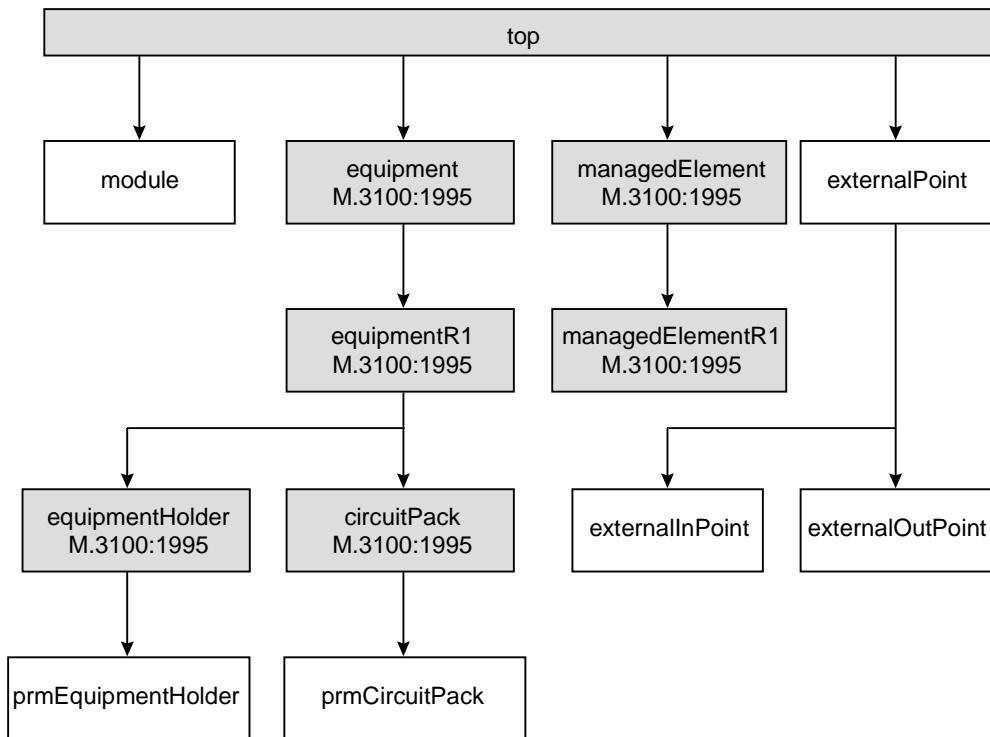 top
module
equipment
M.3100:1995
managedElement
M.3100:1995
externalPoint
equipmentR1
M.3100:1995
managedElementR1
M.3100:1995
equipmentHolder
M.3100:1995
circuitPack
M.3100:1995
externalInPoint
externalOutPoint
prmEquipmentHolder
prmCircuitPack